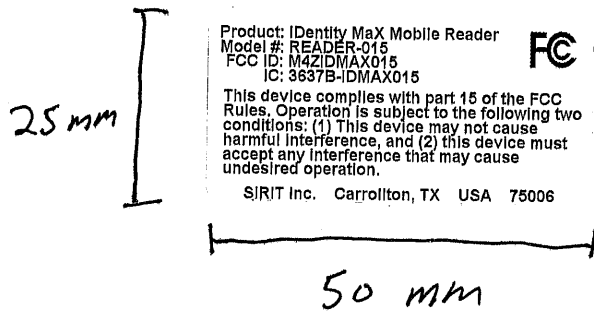 Product: IDentity MaX Mobile Reader
Model #: READER-015
FCC ID: M4ZIDMAX015
IC: 3637B-IDMAX015
FC
This device complies with part 15 of the FCC
Rules. Operation is subject to the following two
conditions: (1) This device may not cause
harmful interference, and (2) this device must
accept any interference that may cause
undesired operation.
SIRIT Inc. Carrollton, TX USA 75006
25 mm
50 mm